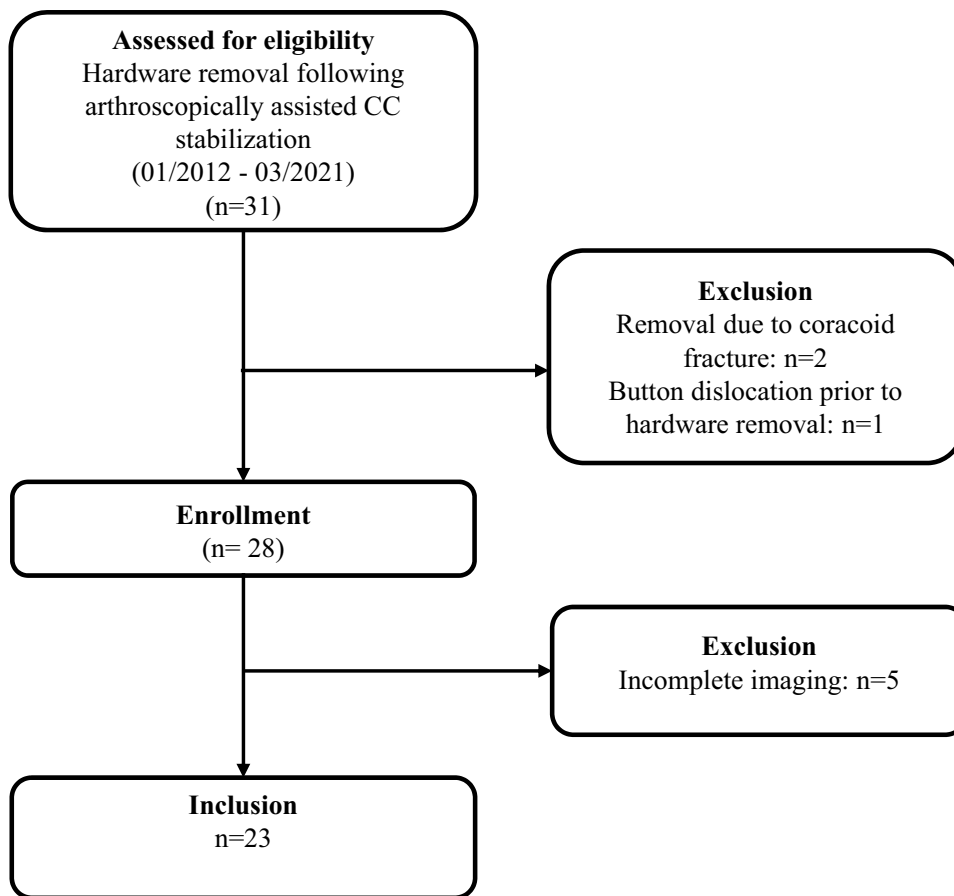 Assessed for eligibility
Hardware removal following
arthroscopically assisted CC
stabilization
(01/2012 - 03/2021)
(n=31)
Exclusion
Removal due to coracoid
fracture: n=2
Button dislocation prior to
hardware removal: n=1
Enrollment
(n= 28)
Exclusion
Incomplete imaging: n=5
Inclusion
n=23